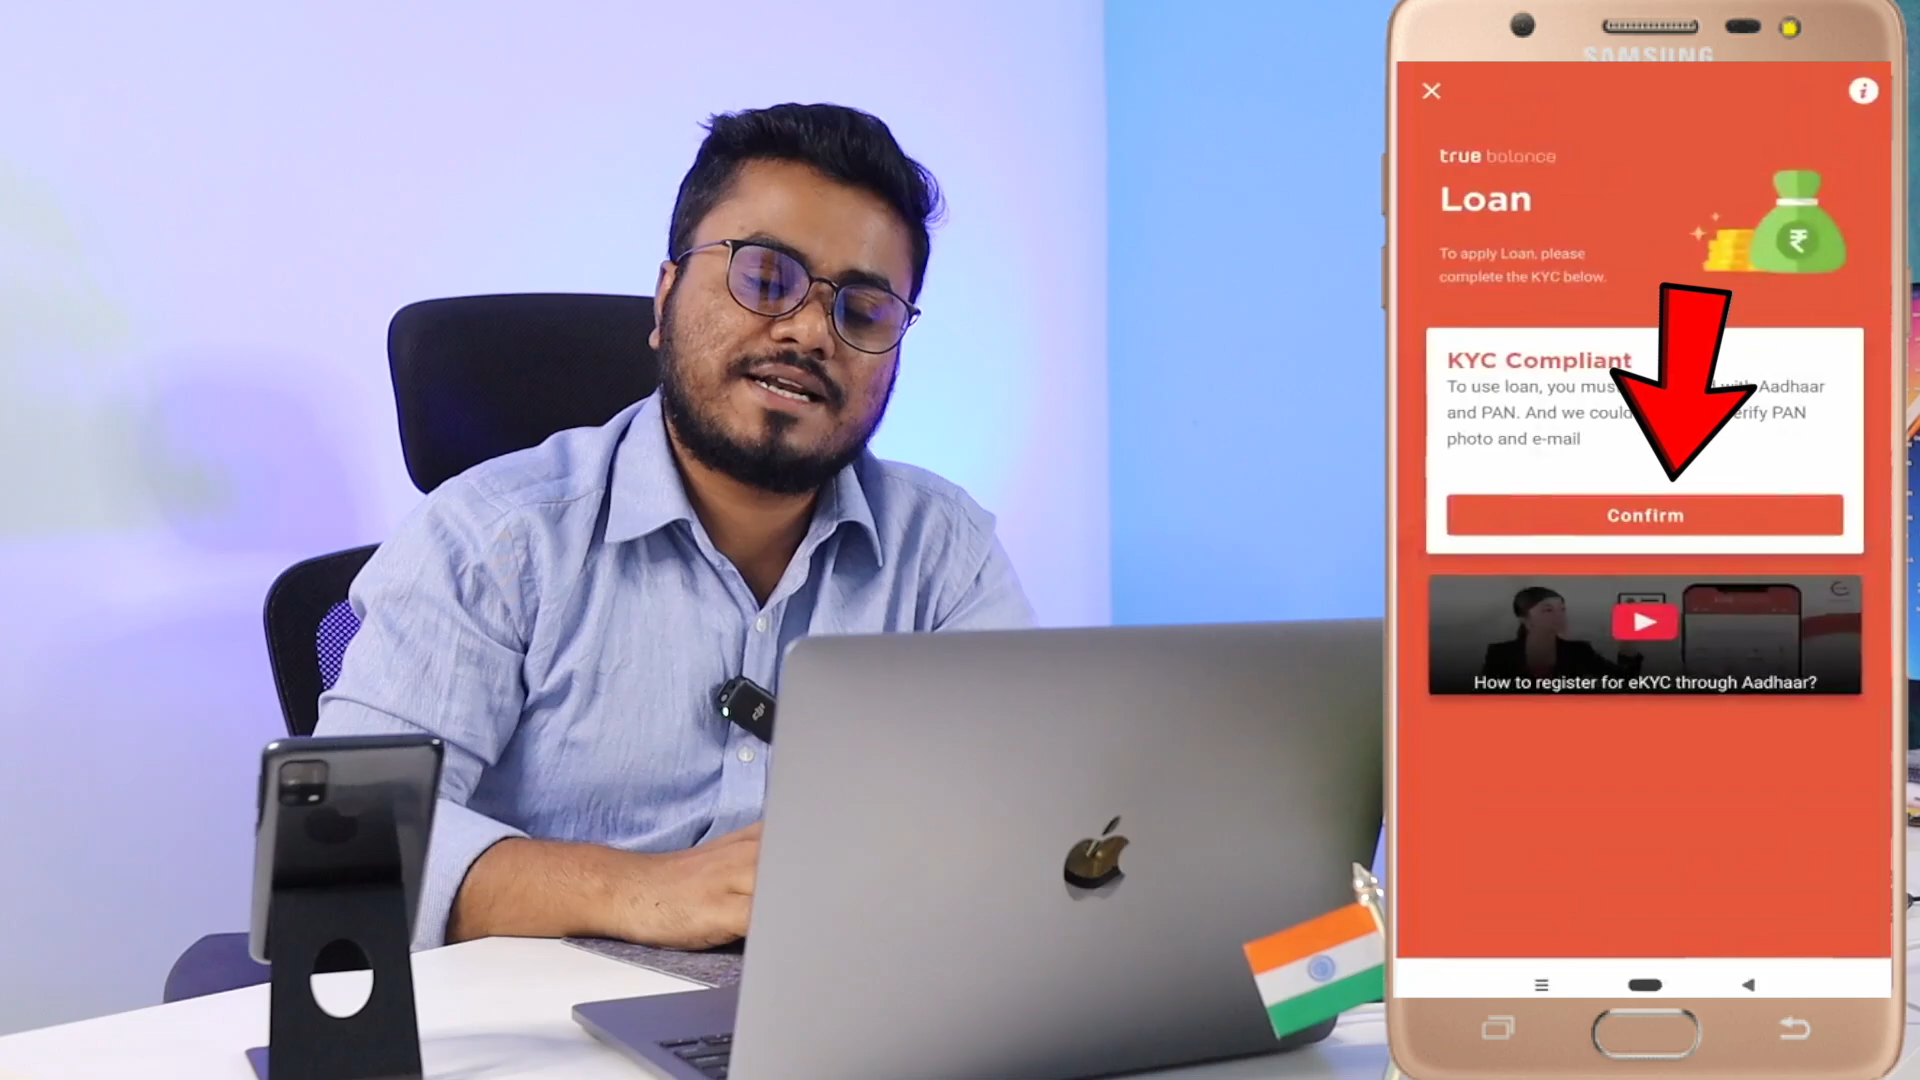 SAMSUNG
true balance
Loan
To apply Loan, please
complete the KYC below.
KYC Compliant
To use loan, you mus with Aadhaar
and PAN. And we could erify PAN
photo and e-mail
Confirm
How to register for eKYC through Aadhaar?
dji